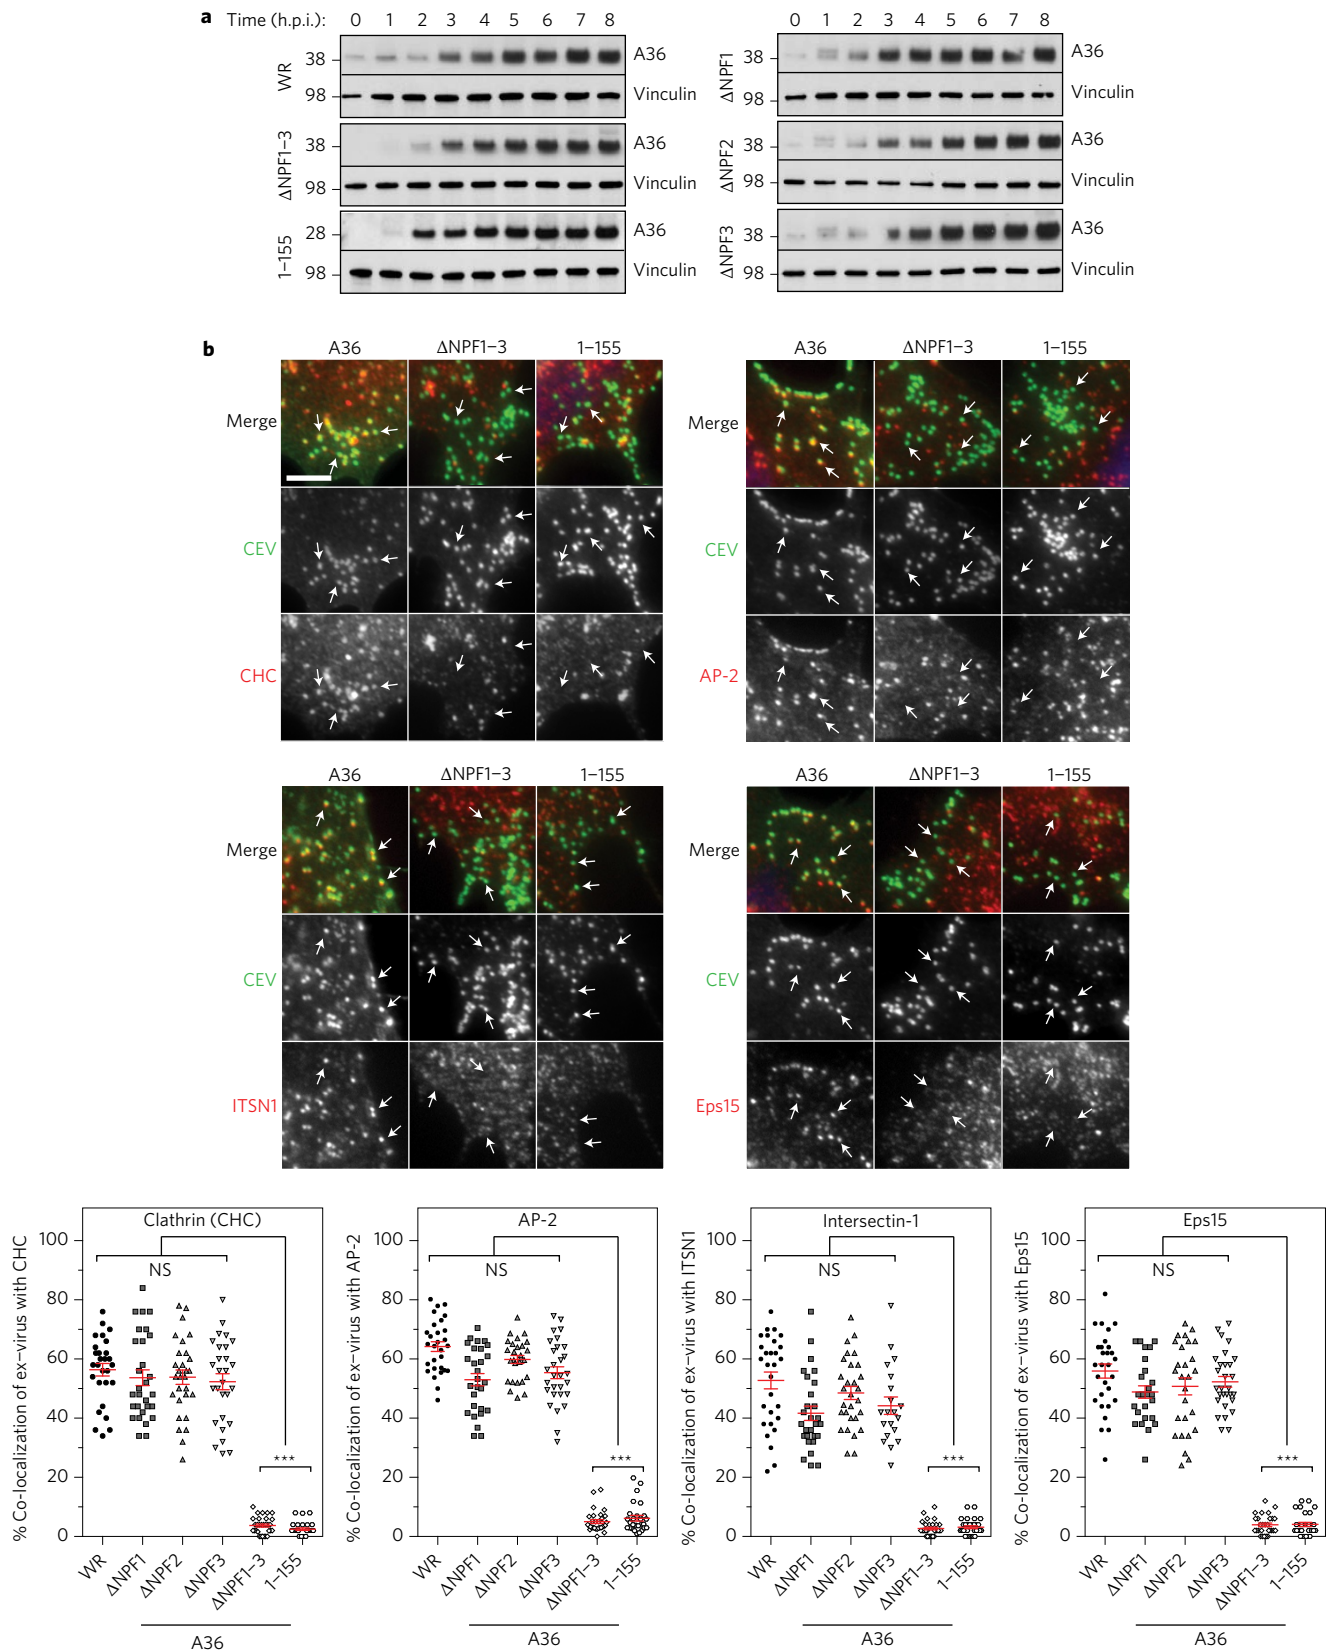 a Time (h.p.i.): 0 1 2 3 4 5 6 7 8
WR
38 A36
98 Vinculin
ΔNPF1–3
38 A36
98 Vinculin
1–155
28 A36
98 Vinculin
0 1 2 3 4 5 6 7 8
ΔNPF1
38 A36
98 Vinculin
ΔNPF2
38 A36
98 Vinculin
ΔNPF3
38 A36
98 Vinculin
b
A36 ΔNPF1–3 1–155
Merge
CEV
CHC
A36 ΔNPF1–3 1–155
Merge
CEV
AP-2
A36 ΔNPF1–3 1–155
Merge
CEV
ITSN1
A36 ΔNPF1–3 1–155
Merge
CEV
Eps15
Clathrin (CHC)
% Co-localization of ex–virus with CHC
100
80
60
40
20
0
NS
***
WR ΔNPF1 ΔNPF2 ΔNPF3 ΔNPF1–3 1–155
A36
AP-2
% Co-localization of ex–virus with AP-2
100
80
60
40
20
0
NS
***
WR ΔNPF1 ΔNPF2 ΔNPF3 ΔNPF1–3 1–155
A36
Intersectin-1
% Co-localization of ex–virus with ITSN1
100
80
60
40
20
0
NS
***
WR ΔNPF1 ΔNPF2 ΔNPF3 ΔNPF1–3 1–155
A36
Eps15
% Co-localization of ex–virus with Eps15
100
80
60
40
20
0
NS
***
WR ΔNPF1 ΔNPF2 ΔNPF3 ΔNPF1–3 1–155
A36